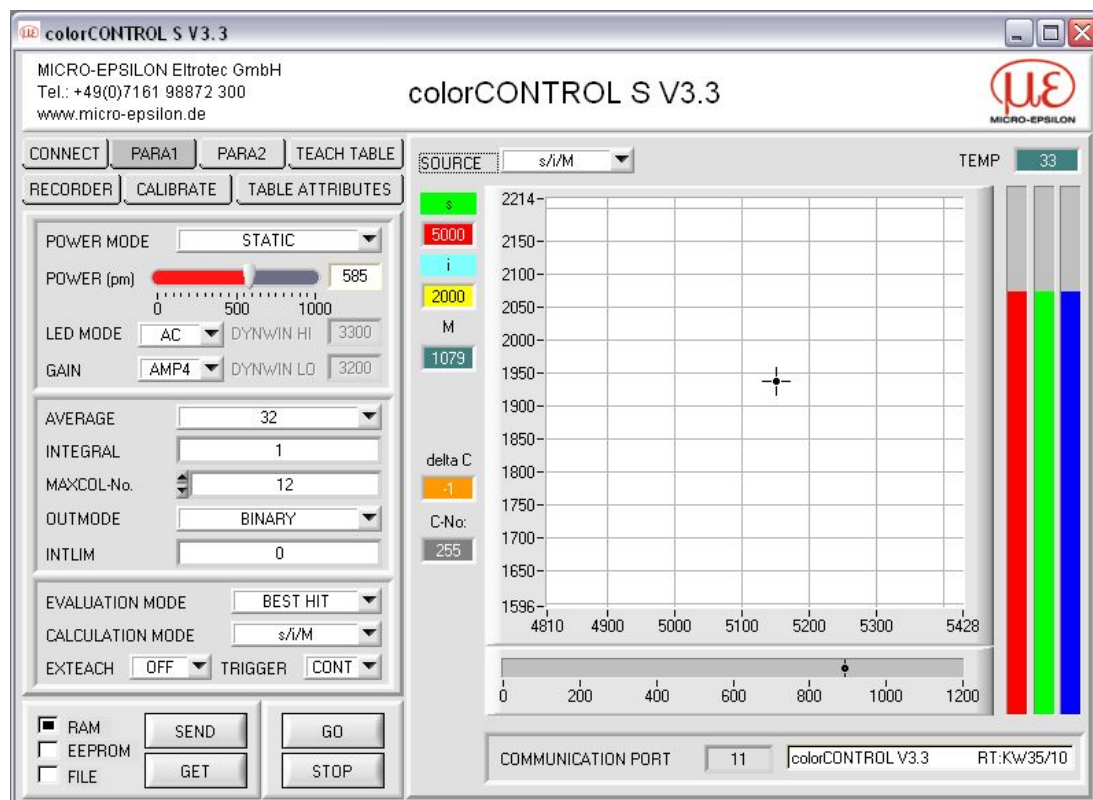 colorCONTROL S V3.3
MICRO-EPSILON Eltrotec GmbH
Tel.: +49(0)7161 98872 300
www.micro-epsilon.de
colorCONTROL S V3.3
με
MICRO-EPSILON
CONNECT PARA1 PARA2 TEACH TABLE
RECORDER CALIBRATE TABLE ATTRIBUTES
POWER MODE STATIC
POWER (pm) 585
0 500 1000
LED MODE AC DYNWIN HI 3300
GAIN AMP4 DYNWIN LO 3200
AVERAGE 32
INTEGRAL 1
MAXCOL-No. 12
OUTMODE BINARY
INTLIM 0
EVALUATION MODE BEST HIT
CALCULATION MODE s/i/M
EXTEACH OFF TRIGGER CONT
RAM
EEPROM
FILE
SEND
GET
GO
STOP
SOURCE s/i/M
TEMP 33
s
5000
i
2000
M
1079
delta C
-1
C-No:
255
2214
2150
2100
2050
2000
1950
1900
1850
1800
1750
1700
1650
1596
4810 4900 5000 5100 5200 5300 5428
0 200 400 600 800 1000 1200
COMMUNICATION PORT 11 colorCONTROL V3.3 RT:KW35/10